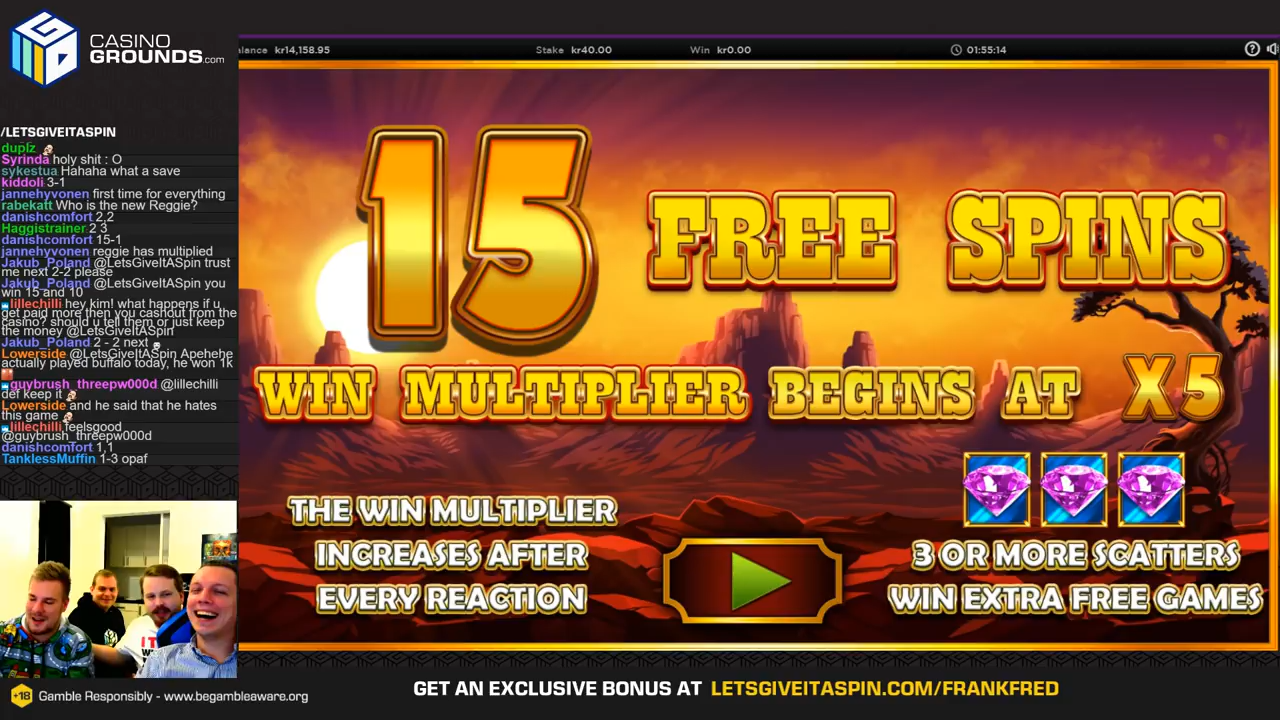 CASINO
GROUNDS.com
alance kr14,158.95
Stake kr40.00
Win kr0.00
01:55:14
/LETSGIVEITASPIN
duplz
Syrinda holy shit : O
sykestua Hahaha what a save
kiddoli 3-1
jannehyvonen first time for everything
rabekatt Who is the new Reggie?
danishcomfort 2,2
Haggistrainer 2 3
danishcomfort 15-1
jannehyvonen reggie has multiplied
Jakub_Poland @LetsGiveItASpin trust
me next 2-2 please
Jakub_Poland @LetsGiveItASpin you
win 15 and 10
lillechilli hey kim! what happens if u
get paid more then you cashout from the
casino? should u tell them or just keep
the money @LetsGiveItASpin
Jakub_Poland 2 - 2 next
Lowerside @LetsGiveItASpin Apehehe
actually played buffalo today, he won 1k
guybrush_threepw000d @lillechilli
def keep it
Lowerside and he said that he hates
this game
lillechilli feelsgood
@guybrush_threepw000d
danishcomfort 1,1
TanklessMuffin 1-3 opaf
15 FREE SPINS
WIN MULTIPLIER BEGINS AT X5
THE WIN MULTIPLIER
INCREASES AFTER
EVERY REACTION
3 OR MORE SCATTERS
WIN EXTRA FREE GAMES
+18 Gamble Responsibly - www.begambleaware.org
GET AN EXCLUSIVE BONUS AT LETSGIVEITASPIN.COM/FRANKFRED